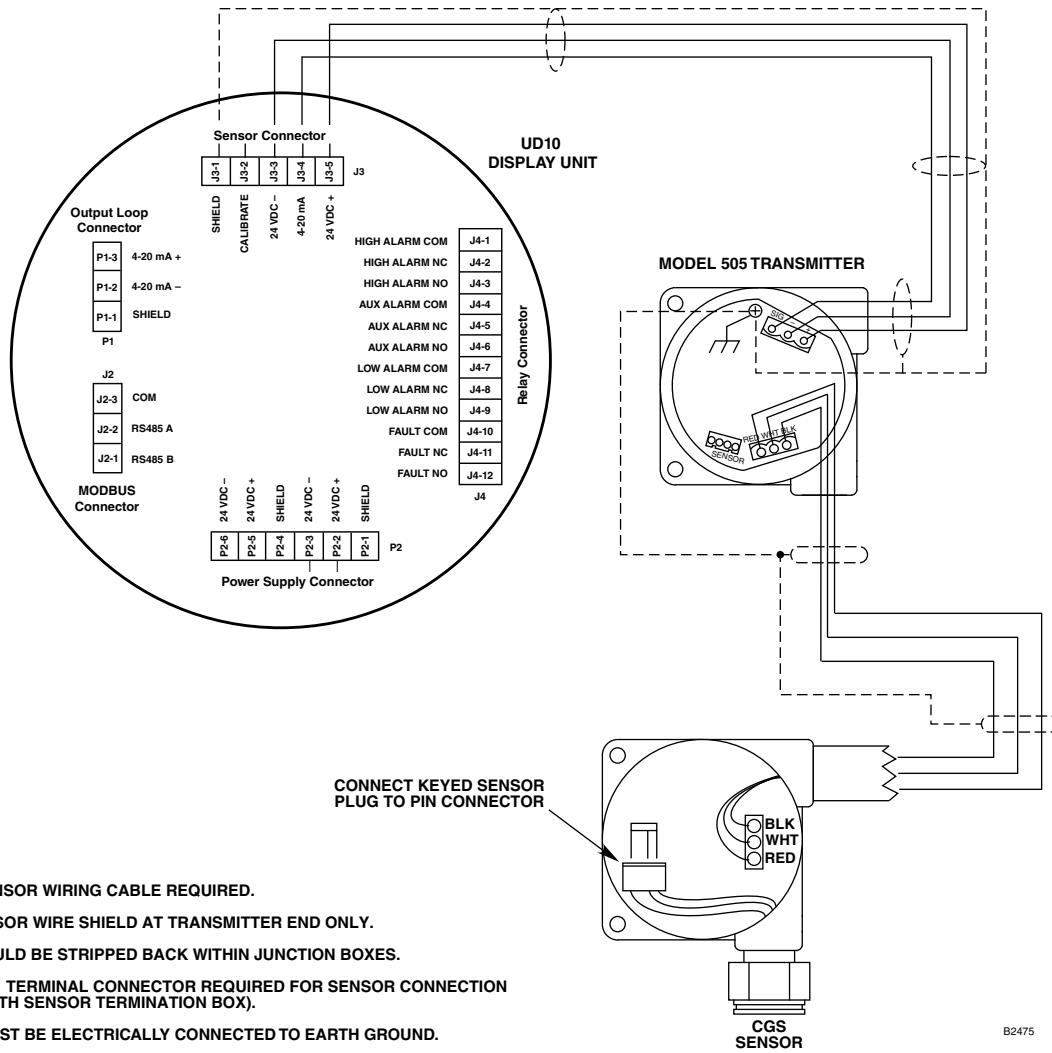 UD10
DISPLAY UNIT
Sensor Connector
J3-1
J3-2
J3-3
J3-4
J3-5
J3
SHIELD
CALIBRATE
24 VDC –
4-20 mA
24 VDC +
Output Loop
Connector
P1-3 4-20 mA +
P1-2 4-20 mA –
P1-1 SHIELD
P1
J2
J2-3 COM
J2-2 RS485 A
J2-1 RS485 B
MODBUS
Connector
HIGH ALARM COM J4-1
HIGH ALARM NC J4-2
HIGH ALARM NO J4-3
AUX ALARM COM J4-4
AUX ALARM NC J4-5
AUX ALARM NO J4-6
LOW ALARM COM J4-7
LOW ALARM NC J4-8
LOW ALARM NO J4-9
FAULT COM J4-10
FAULT NC J4-11
FAULT NO J4-12
J4
Relay Connector
24 VDC –
24 VDC +
SHIELD
24 VDC –
24 VDC +
SHIELD
P2-6
P2-5
P2-4
P2-3
P2-2
P2-1
P2
Power Supply Connector
MODEL 505 TRANSMITTER
SIG – +
RED WHT BLK
SENSOR
CONNECT KEYED SENSOR
PLUG TO PIN CONNECTOR
BLK
WHT
RED
CGS
SENSOR
SOR WIRING CABLE REQUIRED.
SOR WIRE SHIELD AT TRANSMITTER END ONLY.
ULD BE STRIPPED BACK WITHIN JUNCTION BOXES.
TERMINAL CONNECTOR REQUIRED FOR SENSOR CONNECTION
TH SENSOR TERMINATION BOX).
ST BE ELECTRICALLY CONNECTED TO EARTH GROUND.
B2475